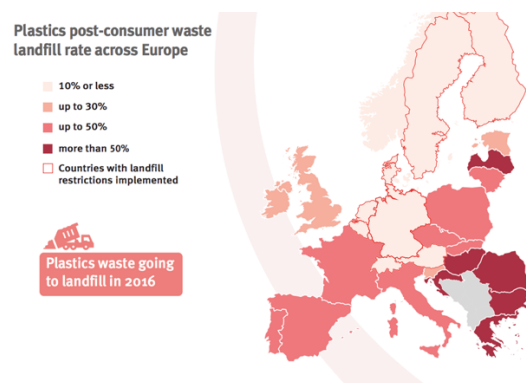 Plastics post-consumer waste
landfill rate across Europe
10% or less
up to 30%
up to 50%
more than 50%
Countries with landfill
restrictions implemented
Plastics waste going
to landfill in 2016